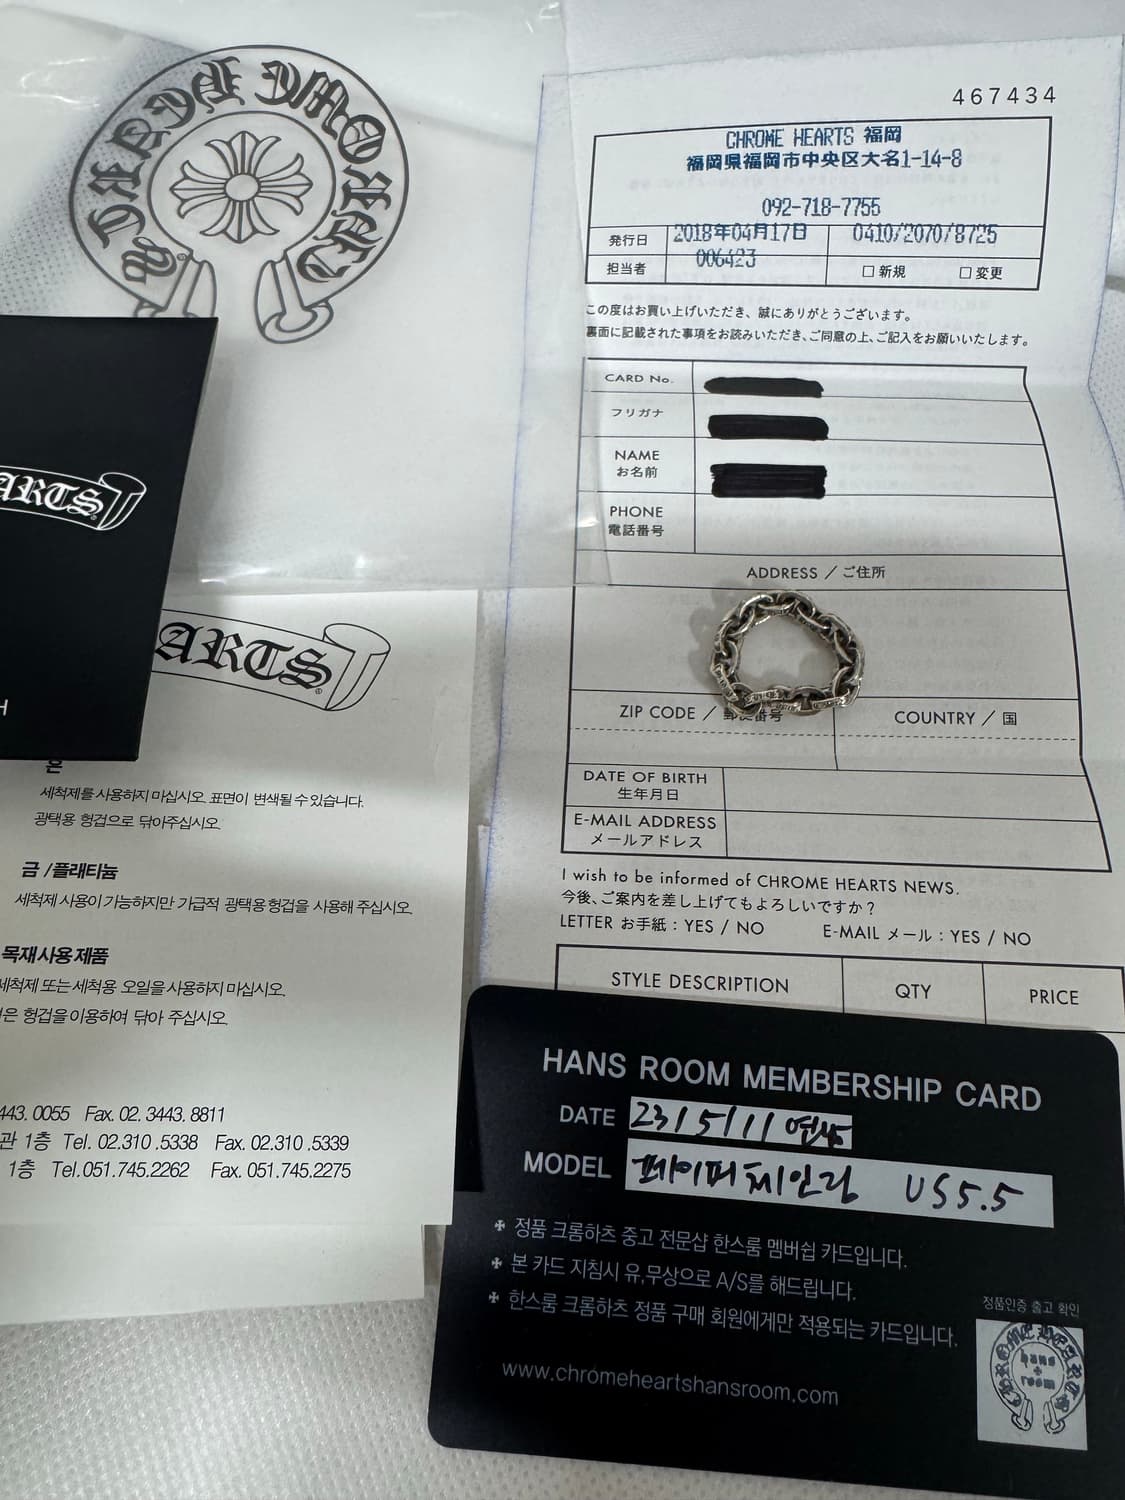 CHROME HEARTS
467434
CHROME HEARTS 福岡
福岡県福岡市中央区大名1-14-8
092-718-7755
発行日 2018年04月17日 0410/2070/8725
担当者 006423 □ 新規 □ 変更
この度はお買い上げいただき、誠にありがとうございます。
裏面に記載された事項をお読みいただき、ご同意の上、ご記入をお願いいたします。
CARD No.
フリガナ
NAME
お名前
PHONE
電話番号
ADDRESS / ご住所
ZIP CODE / 郵便番号 COUNTRY / 国
DATE OF BIRTH
生年月日
E-MAIL ADDRESS
メールアドレス
I wish to be informed of CHROME HEARTS NEWS.
今後、ご案内を差し上げてもよろしいですか？
LETTER お手紙 : YES / NO E-MAIL メール : YES / NO
STYLE DESCRIPTION QTY PRICE
ARTS
H
ARTS
은
세척제를 사용하지 마십시오. 표면이 변색될 수 있습니다.
광택용 헝겊으로 닦아주십시오.
금 /플래티늄
세척제 사용이 가능하지만 가급적 광택용 헝겊을 사용해 주십시오.
목재 사용 제품
세척제 또는 세척용 오일을 사용하지 마십시오.
은 헝겊을 이용하여 닦아 주십시오.
443. 0055 Fax. 02. 3443. 8811
관 1층 Tel. 02.310 .5338 Fax. 02.310 .5339
1층 Tel.051.745.2262 Fax. 051.745.2275
HANS ROOM MEMBERSHIP CARD
DATE 23/5/11
MODEL 페이퍼체인링 US5.5
정품 크롬하츠 중고 전문샵 한스룸 멤버쉽 카드입니다.
본 카드 지침시 유,무상으로 A/S를 해드립니다.
한스룸 크롬하츠 정품 구매 회원에게만 적용되는 카드입니다.
정품인증 출고 확인
www.chromeheartshansroom.com